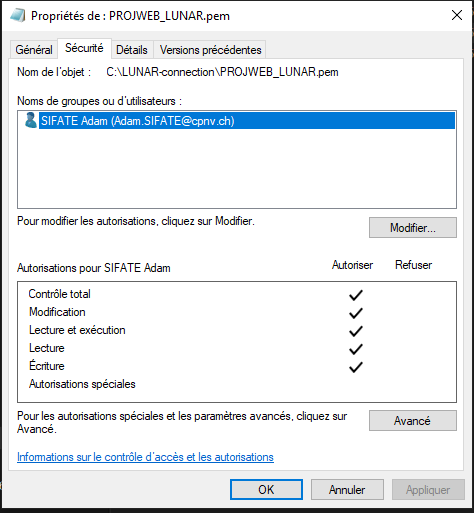 Propriétés de : PROJWEB_LUNAR.pem
Général Sécurité Détails Versions précédentes
Nom de l'objet : C:\LUNAR-connection\PROJWEB_LUNAR.pem
Noms de groupes ou d'utilisateurs :
SIFATE Adam (Adam.SIFATE@cpnv.ch)
Pour modifier les autorisations, cliquez sur Modifier.
Modifier...
Autorisations pour SIFATE Adam Autoriser Refuser
Contrôle total
Modification
Lecture et exécution
Lecture
Écriture
Autorisations spéciales
Pour les autorisations spéciales et les paramètres avancés, cliquez sur
Avancé.
Avancé
Informations sur le contrôle d'accès et les autorisations
OK Annuler Appliquer